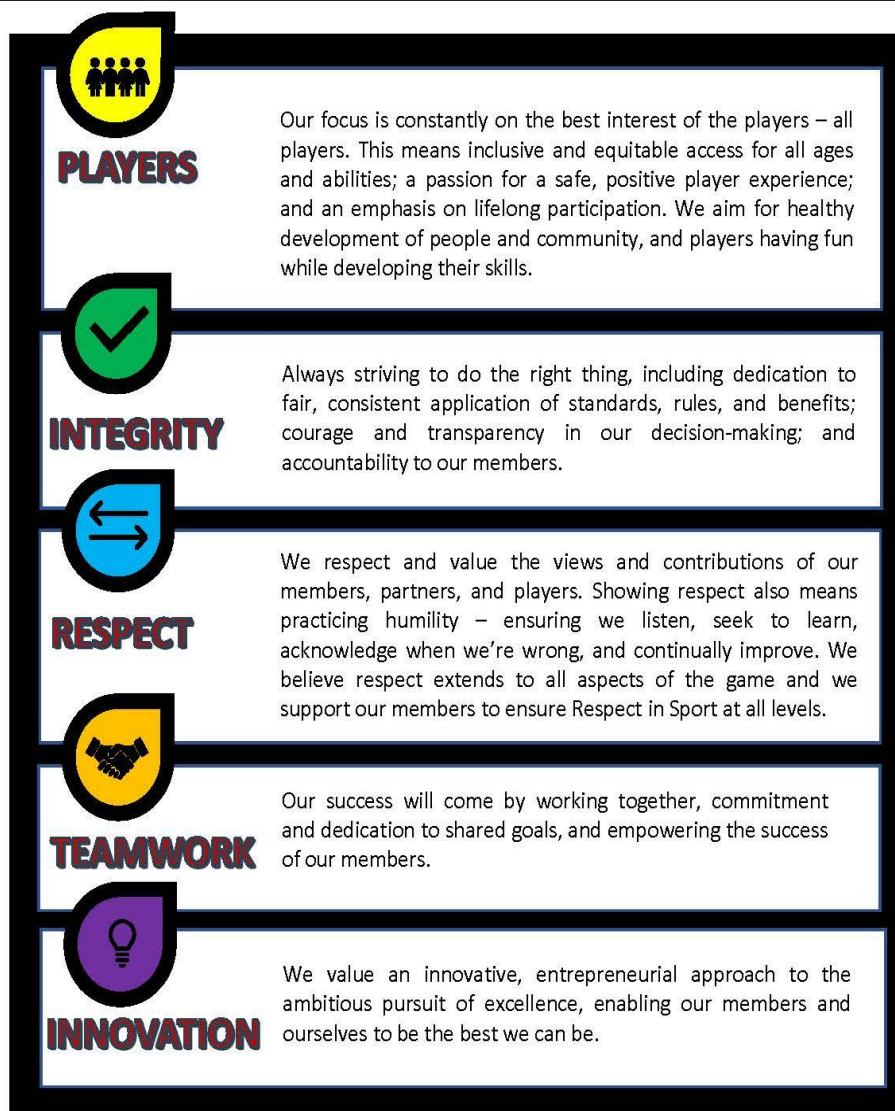 PLAYERS
Our focus is constantly on the best interest of the players – all
players. This means inclusive and equitable access for all ages
and abilities; a passion for a safe, positive player experience;
and an emphasis on lifelong participation. We aim for healthy
development of people and community, and players having fun
while developing their skills.
INTEGRITY
Always striving to do the right thing, including dedication to
fair, consistent application of standards, rules, and benefits;
courage and transparency in our decision-making; and
accountability to our members.
RESPECT
We respect and value the views and contributions of our
members, partners, and players. Showing respect also means
practicing humility – ensuring we listen, seek to learn,
acknowledge when we’re wrong, and continually improve. We
believe respect extends to all aspects of the game and we
support our members to ensure Respect in Sport at all levels.
TEAMWORK
Our success will come by working together, commitment
and dedication to shared goals, and empowering the success
of our members.
INNOVATION
We value an innovative, entrepreneurial approach to the
ambitious pursuit of excellence, enabling our members and
ourselves to be the best we can be.